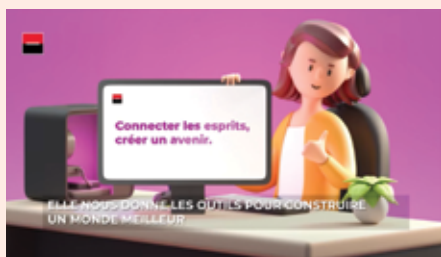 Connecter les esprits,
créer un avenir.
ELLE NOUS DONNE LES OUTILS POUR CONSTRUIRE
UN MONDE MEILLEUR